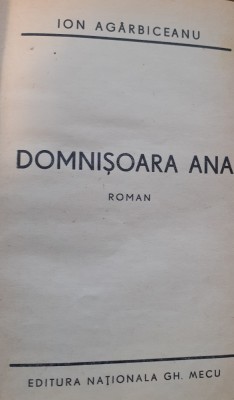 ION AGÂRBICEANU
DOMNIȘOARA ANA
ROMAN
EDITURA NAȚIONALA GH. MECU